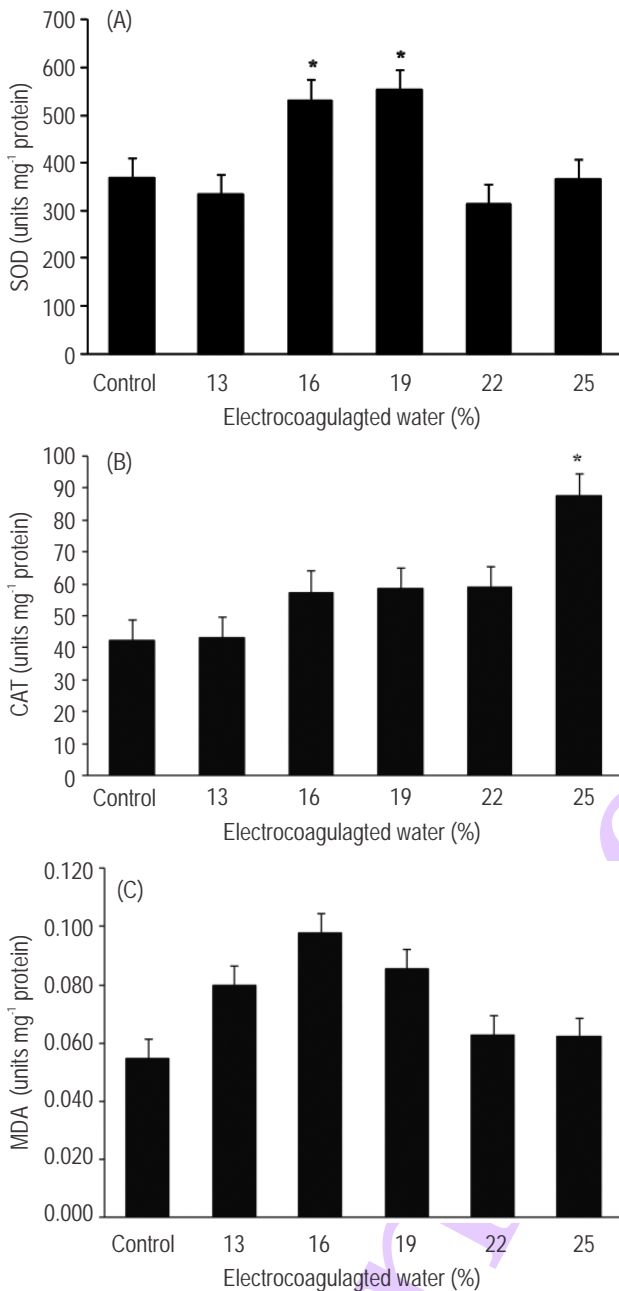 (A)
700
600
500
400
300
200
100
0
SOD (units mg-1 protein)
* *
Control 13 16 19 22 25
Electrocoagulagted water (%)
(B)
100
90
80
70
60
50
40
30
20
10
0
CAT (units mg-1 protein)
*
Control 13 16 19 22 25
Electrocoagulagted water (%)
(C)
0.120
0.100
0.080
0.060
0.040
0.020
0.000
MDA (units mg-1 protein)
Control 13 16 19 22 25
Electrocoagulagted water (%)